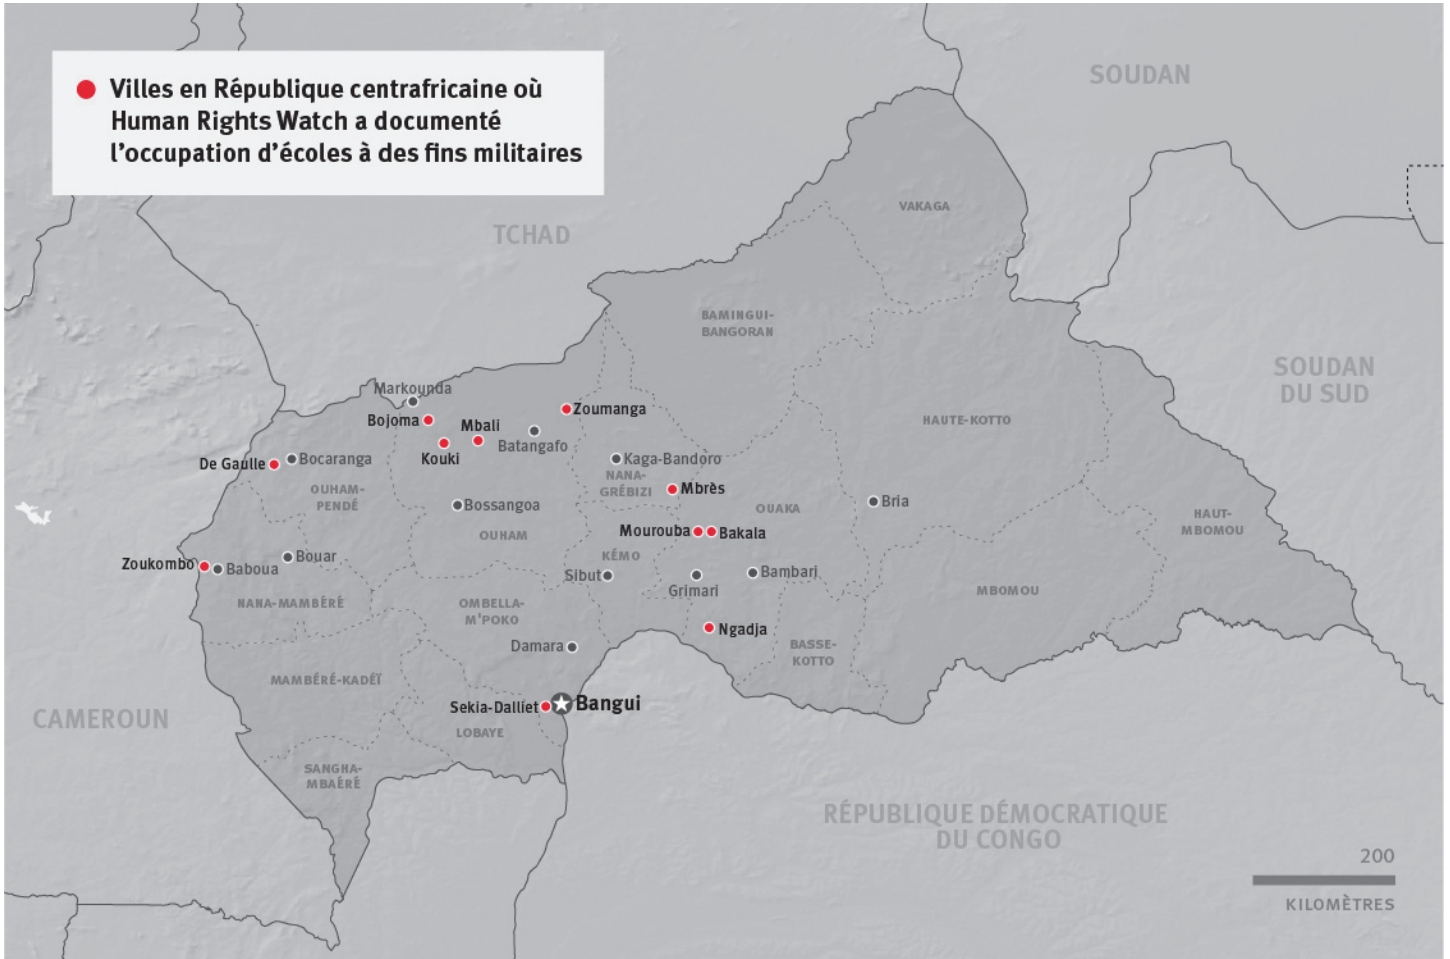 Villes en République centrafricaine où
Human Rights Watch a documenté
l'occupation d'écoles à des fins militaires
SOUDAN
TCHAD
VAKAGA
BAMINGUI-
BANGORAN
SOUDAN
DU SUD
Markounda
Bojoma
Mbali
Zoumanga
HAUTE-KOTTO
Kouki
Batangafo
De Gaulle
Bocaranga
Kaga-Bandoro
NANA-
GRÉBIZI
OUHAM-
PENDÉ
Mbrès
Bossangoa
OUAKA
Bria
HAUT-
MBOMOU
OUHAM
Mourouba
Bakala
KÉMO
Zoukombo
Baboua
Bouar
Sibut
Grimari
Bambari
MBOMOU
NANA-MAMBÉRÉ
OMBELLA-
M'POKO
Ngadja
Damara
BASSE-
KOTTO
MAMBÉRÉ-KADÉÏ
Sekia-Dalliet
Bangui
CAMEROUN
LOBAYE
SANGHA-
MBAÉRÉ
RÉPUBLIQUE DÉMOCRATIQUE
DU CONGO
200
KILOMÈTRES